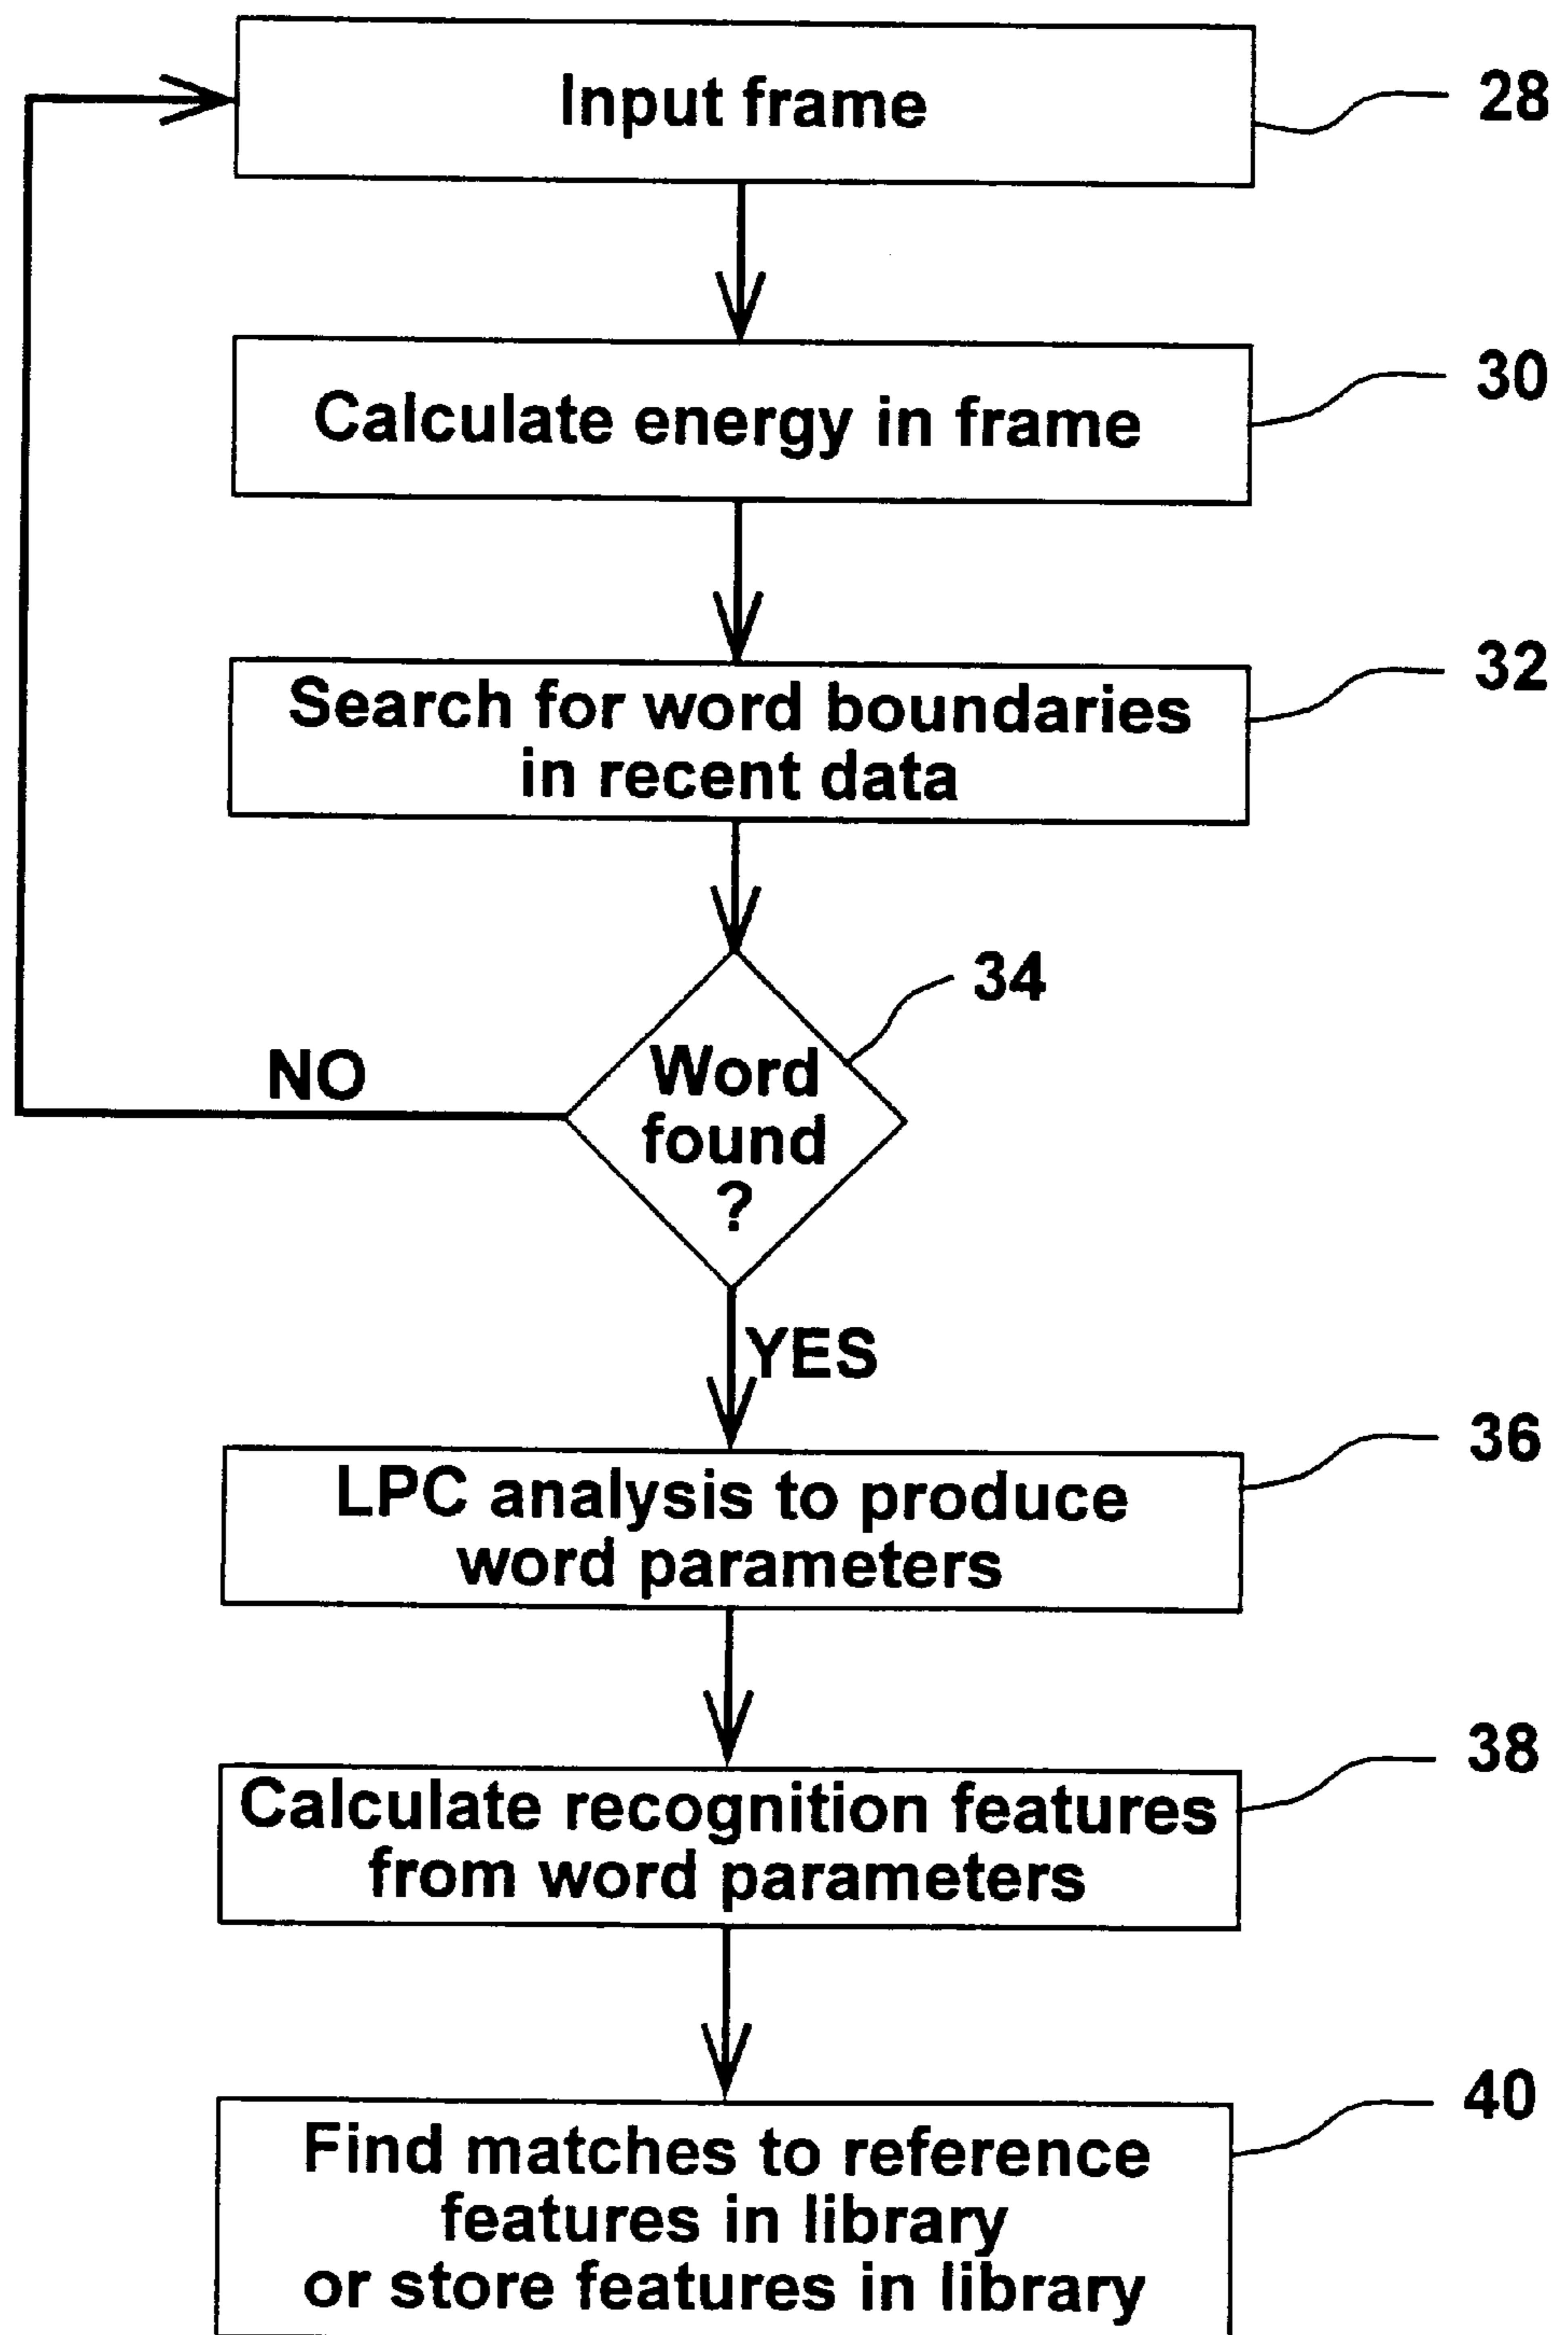 Input frame
28
Calculate energy in frame
30
Search for word boundaries
in recent data
32
34
Word
found
?
NO
YES
LPC analysis to produce
word parameters
36
Calculate recognition features
from word parameters
38
Find matches to reference
features in library
or store features in library
40